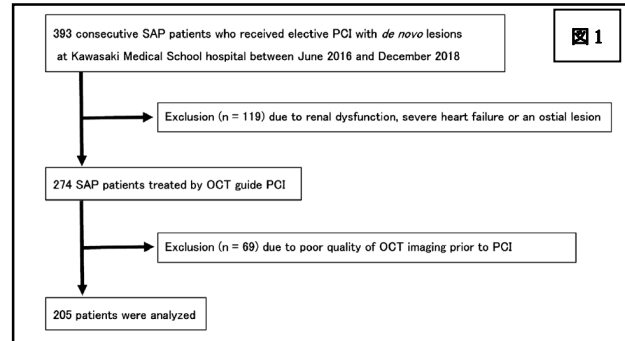 393 consecutive SAP patients who received elective PCI with de novo lesions
at Kawasaki Medical School hospital between June 2016 and December 2018
図1
Exclusion (n = 119) due to renal dysfunction, severe heart failure or an ostial lesion
274 SAP patients treated by OCT guide PCI
Exclusion (n = 69) due to poor quality of OCT imaging prior to PCI
205 patients were analyzed